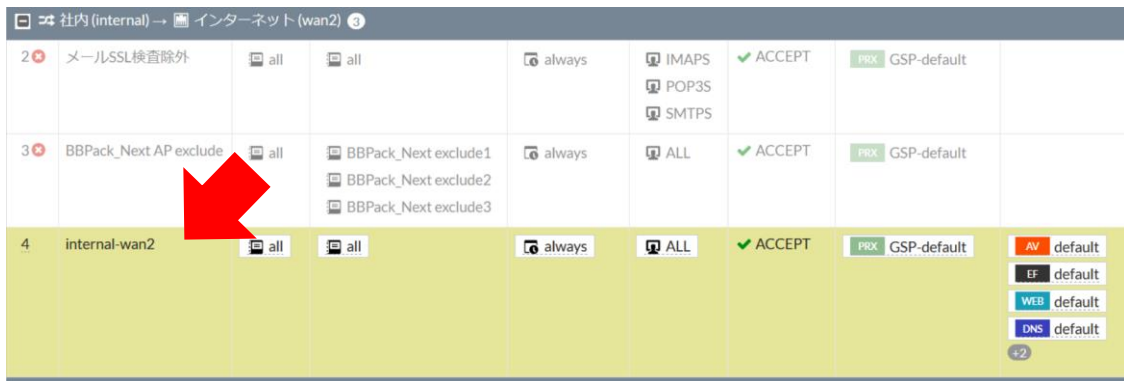 社内 (internal) → インターネット (wan2) 3
2 メールSSL検査除外 all all always IMAPS ACCEPT PRX GSP-default
POP3S
SMTPS
3 BBPack_Next AP exclude all BBPack_Next exclude1 always ALL ACCEPT PRX GSP-default
BBPack_Next exclude2
BBPack_Next exclude3
4 internal-wan2 all all always ALL ACCEPT PRX GSP-default AV default
EF default
WEB default
DNS default
+2